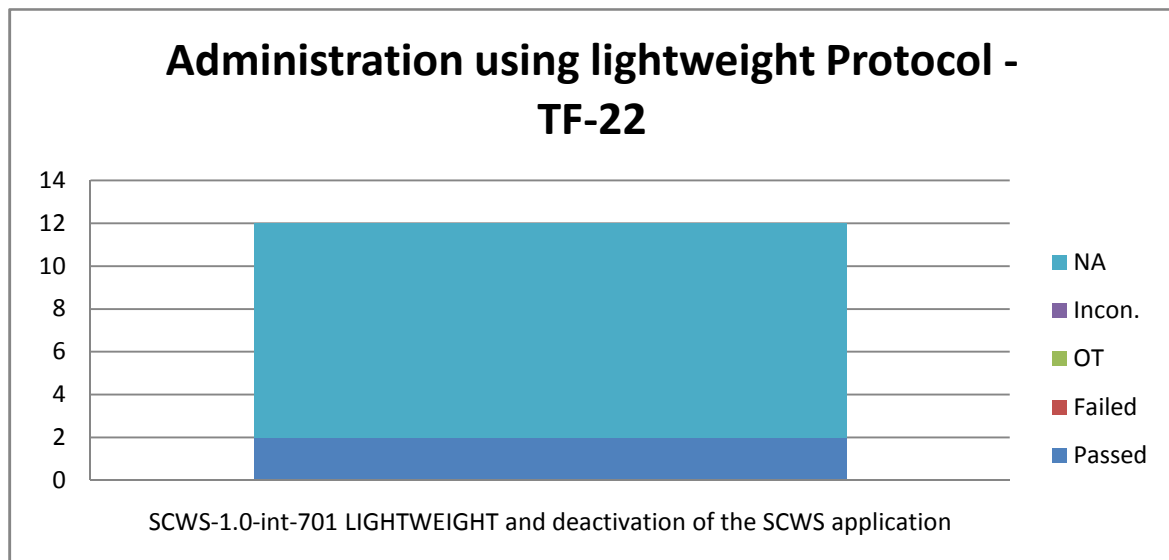 Administration using lightweight Protocol -
TF-22
14
12
10
8
6
4
2
0
NA
Incon.
OT
Failed
Passed
SCWS-1.0-int-701 LIGHTWEIGHT and deactivation of the SCWS application